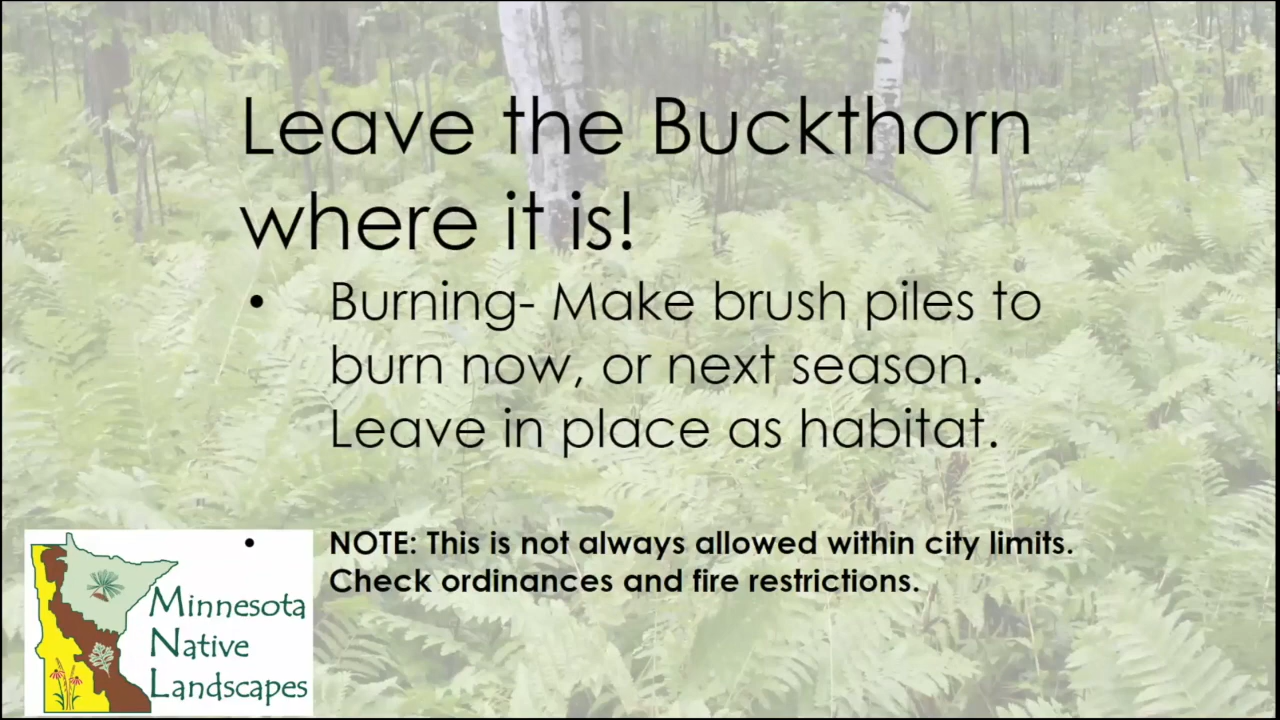 Leave the Buckthorn
where it is!
• Burning- Make brush piles to
burn now, or next season.
Leave in place as habitat.
• NOTE: This is not always allowed within city limits.
Check ordinances and fire restrictions.
Minnesota
Native
Landscapes